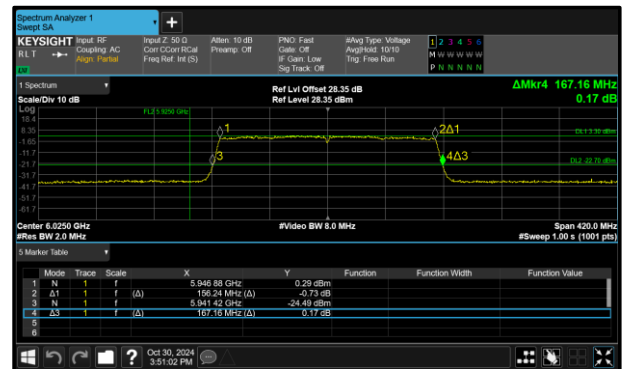 Spectrum Analyzer 1
Swept SA
+
KEYSIGHT Input: RF Input Z: 50 Ω Atten: 10 dB PNO: Fast #Avg Type: Voltage 1 2 3 4 5 6
RLT Coupling: AC Corr CCorr RCal Preamp: Off Gate: Off Avg|Hold: 10/10 M W W W W W
Align: Partial Freq Ref: Int (S) IF Gain: Low Trig: Free Run P N N N N N
Sig Track: Off
LXI
1 Spectrum Ref Lvl Offset 28.35 dB ΔMkr4 167.16 MHz
Scale/Div 10 dB Ref Level 28.35 dBm 0.17 dB
Log
18.4 FL2 5.9250 GHz
8.35 1 2Δ1 DL1 3.30 dBm
-1.65
-11.7
-21.7 3 4Δ3 DL2 -22.70 dBm
-31.7
-41.7
-51.7
-61.7
Center 6.0250 GHz #Video BW 8.0 MHz Span 420.0 MHz
#Res BW 2.0 MHz #Sweep 1.00 s (1001 pts)
5 Marker Table
Mode Trace Scale X Y Function Function Width Function Value
1 N 1 f 5.946 88 GHz 0.29 dBm
2 Δ1 1 f (Δ) 156.24 MHz (Δ) -0.73 dB
3 N 1 f 5.941 42 GHz -24.49 dBm
4 Δ3 1 f (Δ) 167.16 MHz (Δ) 0.17 dB
5
6
? Oct 30, 2024
3:51:02 PM